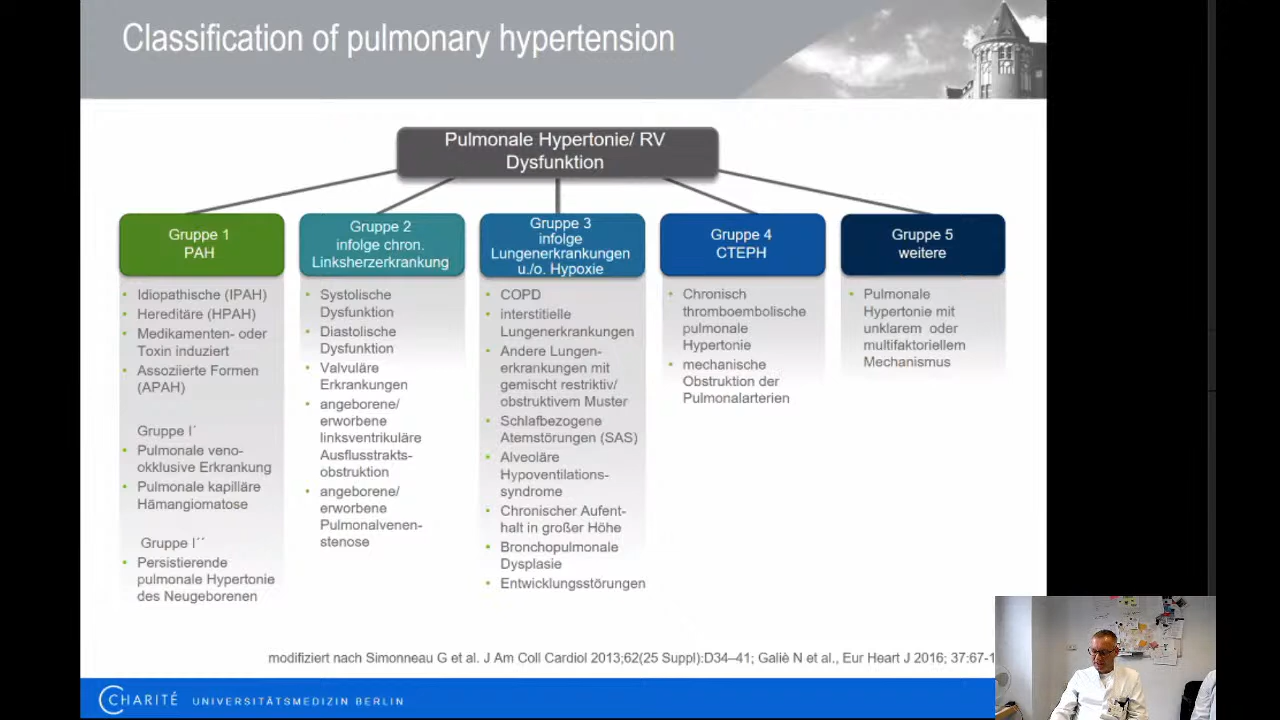 Classification of pulmonary hypertension
Pulmonale Hypertonie/ RV
Dysfunktion
Gruppe 1
PAH
• Idiopathische (IPAH)
• Hereditäre (HPAH)
• Medikamenten- oder
Toxin induziert
• Assoziierte Formen
(APAH)
Gruppe I´
• Pulmonale veno-
okklusive Erkrankung
• Pulmonale kapilläre
Hämangiomatose
Gruppe I´´
• Persistierende
pulmonale Hypertonie
des Neugeborenen
Gruppe 2
infolge chron.
Linksherzerkrankung
• Systolische
Dysfunktion
• Diastolische
Dysfunktion
• Valvuläre
Erkrankungen
• angeborene/
erworbene
linksventrikuläre
Ausflusstrakts-
obstruktion
• angeborene/
erworbene
Pulmonalvenen-
stenose
Gruppe 3
infolge
Lungenerkrankungen
u./o. Hypoxie
• COPD
• interstitielle
Lungenerkrankungen
• Andere Lungen-
erkrankungen mit
gemischt restriktiv/
obstruktivem Muster
• Schlafbezogene
Atemstörungen (SAS)
• Alveoläre
Hypoventilations-
syndrome
• Chronischer Aufent-
halt in großer Höhe
• Bronchopulmonale
Dysplasie
• Entwicklungsstörungen
Gruppe 4
CTEPH
• Chronisch
thromboembolische
pulmonale
Hypertonie
• mechanische
Obstruktion der
Pulmonalarterien
Gruppe 5
weitere
• Pulmonale
Hypertonie mit
unklarem oder
multifaktoriellem
Mechanismus
modifiziert nach Simonneau G et al. J Am Coll Cardiol 2013;62(25 Suppl):D34–41; Galiè N et al., Eur Heart J 2016; 37:67-1
CHARITÉ UNIVERSITÄTSMEDIZIN BERLIN